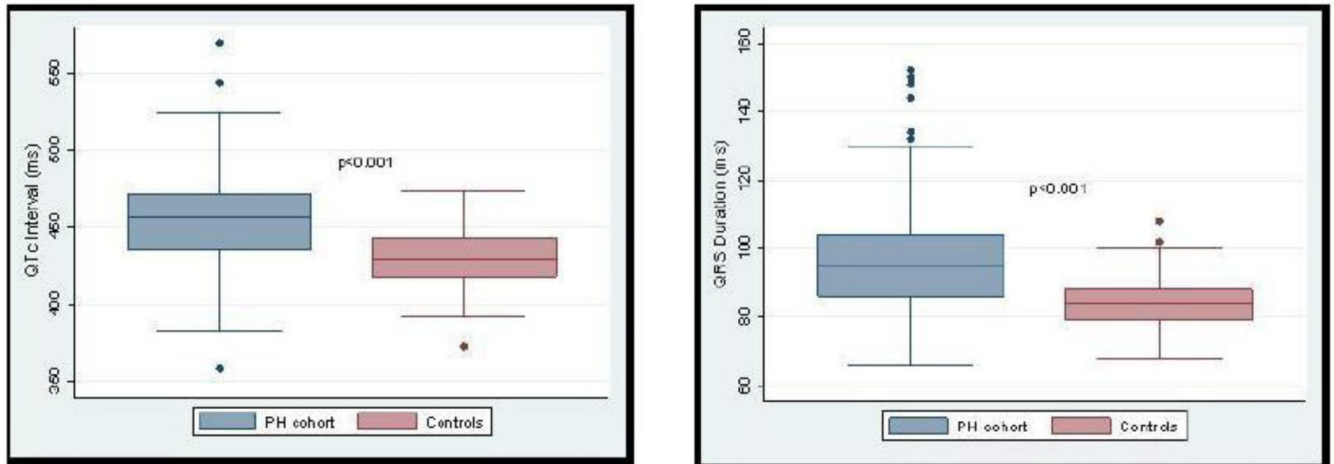 QTc Interval (ms)
550
500
450
400
350
p<0.001
PH cohort
Controls
QRS Duration (ms)
160
140
120
100
80
60
p<0.001
PH cohort
Controls